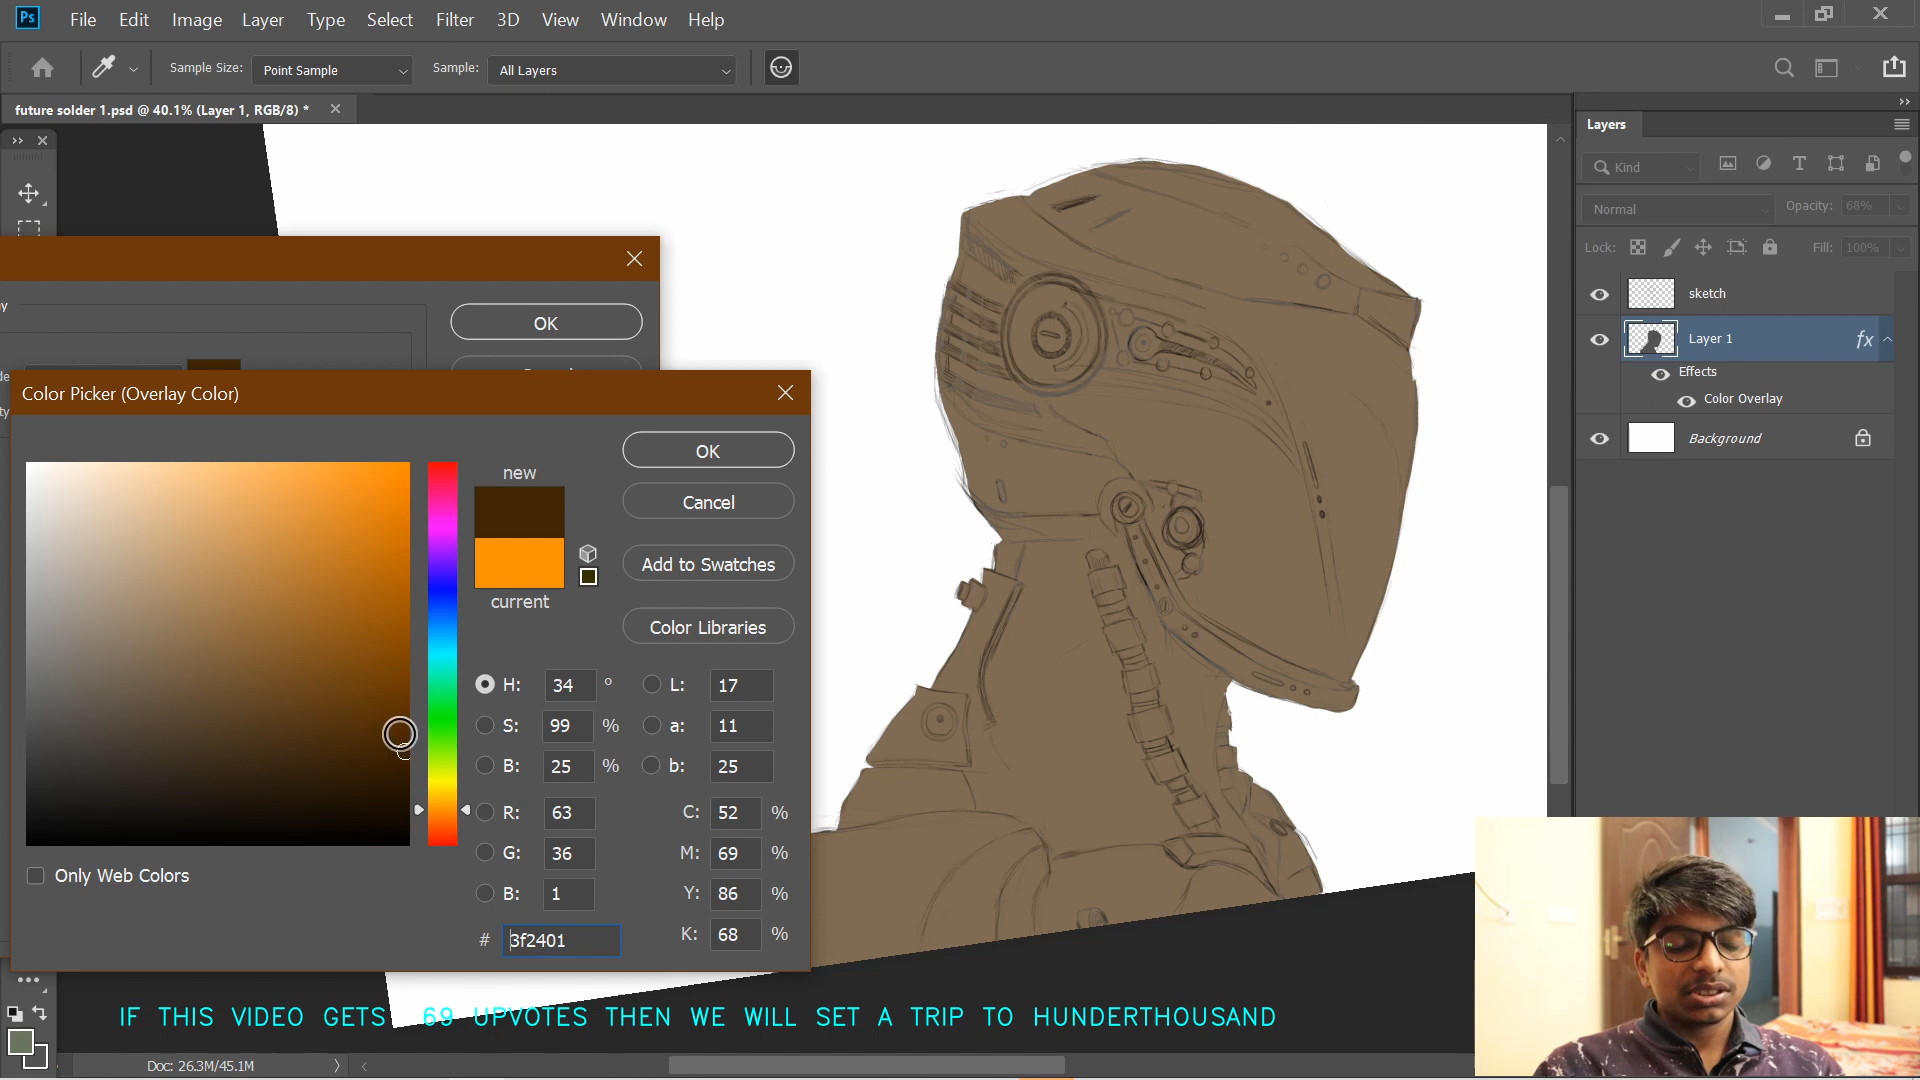 Ps File Edit Image Layer Type Select Filter 3D View Window Help
Sample Size: Point Sample Sample: All Layers
future solder 1.psd @ 40.1% (Layer 1, RGB/8) *
Layers
Kind
Normal Opacity: 68%
Lock: Fill: 100%
sketch
Layer 1 fx
Effects
Color Overlay
Background
OK
Color Picker (Overlay Color)
new
current
OK
Cancel
Add to Swatches
Color Libraries
H: 34 ° L: 17
S: 99 % a: 11
B: 25 % b: 25
R: 63 C: 52 %
G: 36 M: 69 %
B: 1 Y: 86 %
# 3f2401 K: 68 %
Only Web Colors
IF THIS VIDEO GETS 69 UPVOTES THEN WE WILL SET A TRIP TO HUNDERTHOUSAND
Doc: 26.3M/45.1M